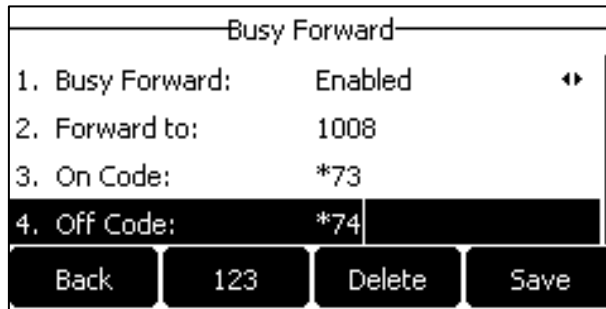 Busy Forward
1. Busy Forward: Enabled
2. Forward to: 1008
3. On Code: *73
4. Off Code: *74
Back 123 Delete Save